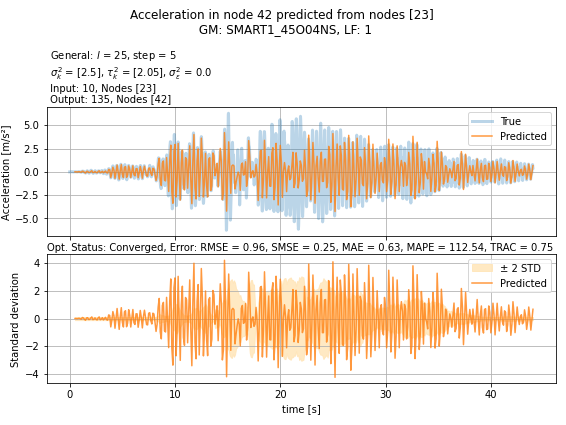 Acceleration in node 42 predicted from nodes [23]
GM: SMART1_45O04NS, LF: 1
General: l = 25, step = 5
σ²ₖ = [2.5], τ²ₖ = [2.05], σ²ε = 0.0
Input: 10, Nodes [23]
Output: 135, Nodes [42]
Acceleration [m/s²]
5.0
2.5
0.0
−2.5
−5.0
True
Predicted
Opt. Status: Converged, Error: RMSE = 0.96, SMSE = 0.25, MAE = 0.63, MAPE = 112.54, TRAC = 0.75
Standard deviation
4
2
0
−2
−4
± 2 STD
Predicted
0
10
20
30
40
time [s]